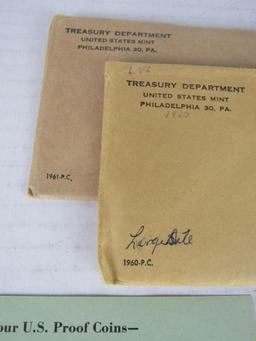 TREASURY DEPARTMENT
UNITED STATES MINT
PHILADELPHIA 30, PA.
1961-P.C.
TREASURY DEPARTMENT
UNITED STATES MINT
PHILADELPHIA 30, PA.
1960
Large Date
1960-P.C.
our U.S. Proof Coins—